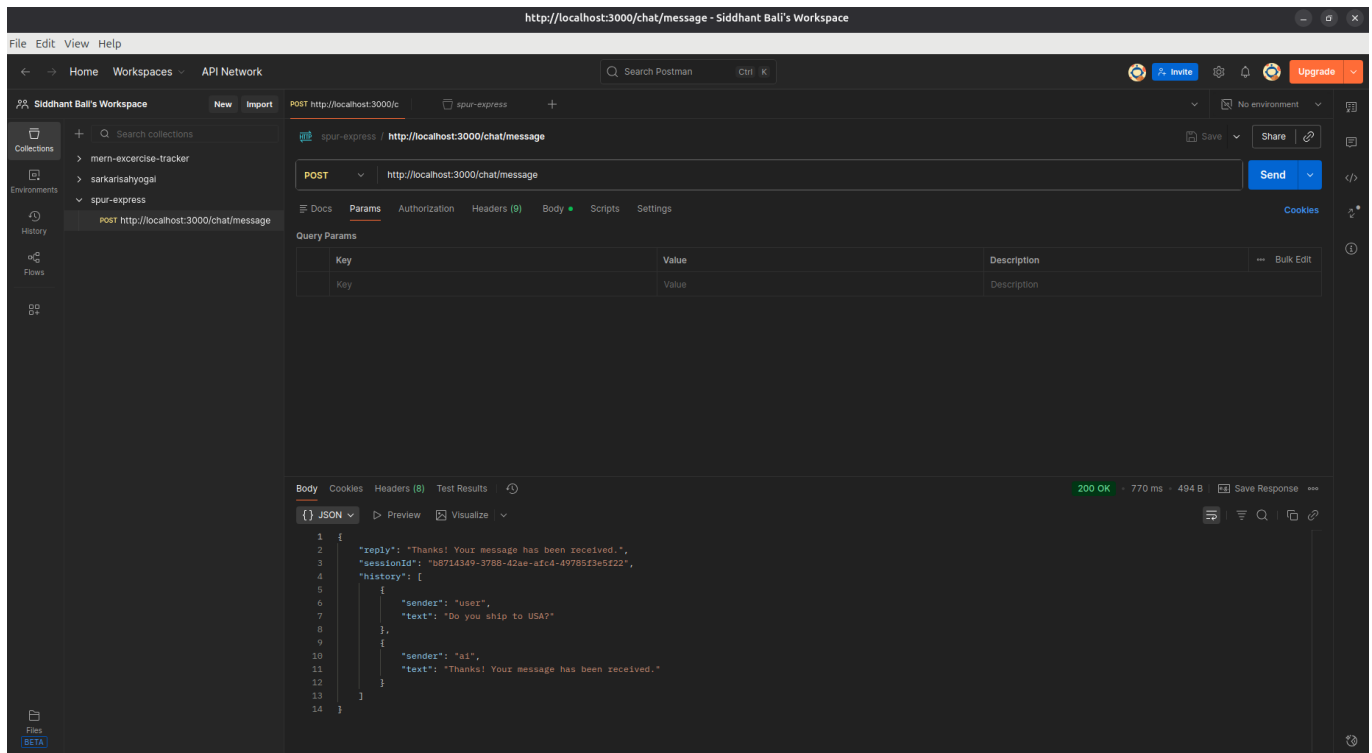 http://localhost:3000/chat/message - Siddhant Bali's Workspace
File Edit View Help
Home Workspaces API Network Search Postman Ctrl K Invite Upgrade
Siddhant Bali's Workspace New Import POST http://localhost:3000/c spur-express No environment
Collections Search collections spur-express / http://localhost:3000/chat/message Save Share
mern-excercise-tracker
Environments sarkarisahyogai POST http://localhost:3000/chat/message Send
spur-express
History POST http://localhost:3000/chat/message Docs Params Authorization Headers (9) Body Scripts Settings Cookies
Flows Query Params
Key Value Description Bulk Edit
Key Value Description
Body Cookies Headers (8) Test Results 200 OK 770 ms 494 B Save Response
{} JSON Preview Visualize
1 {
2 "reply": "Thanks! Your message has been received.",
3 "sessionId": "b8714349-3788-42ae-afc4-49785f3e5f22",
4 "history": [
5 {
6 "sender": "user",
7 "text": "Do you ship to USA?"
8 },
9 {
10 "sender": "ai",
11 "text": "Thanks! Your message has been received."
12 }
13 ]
14 }
Files
BETA